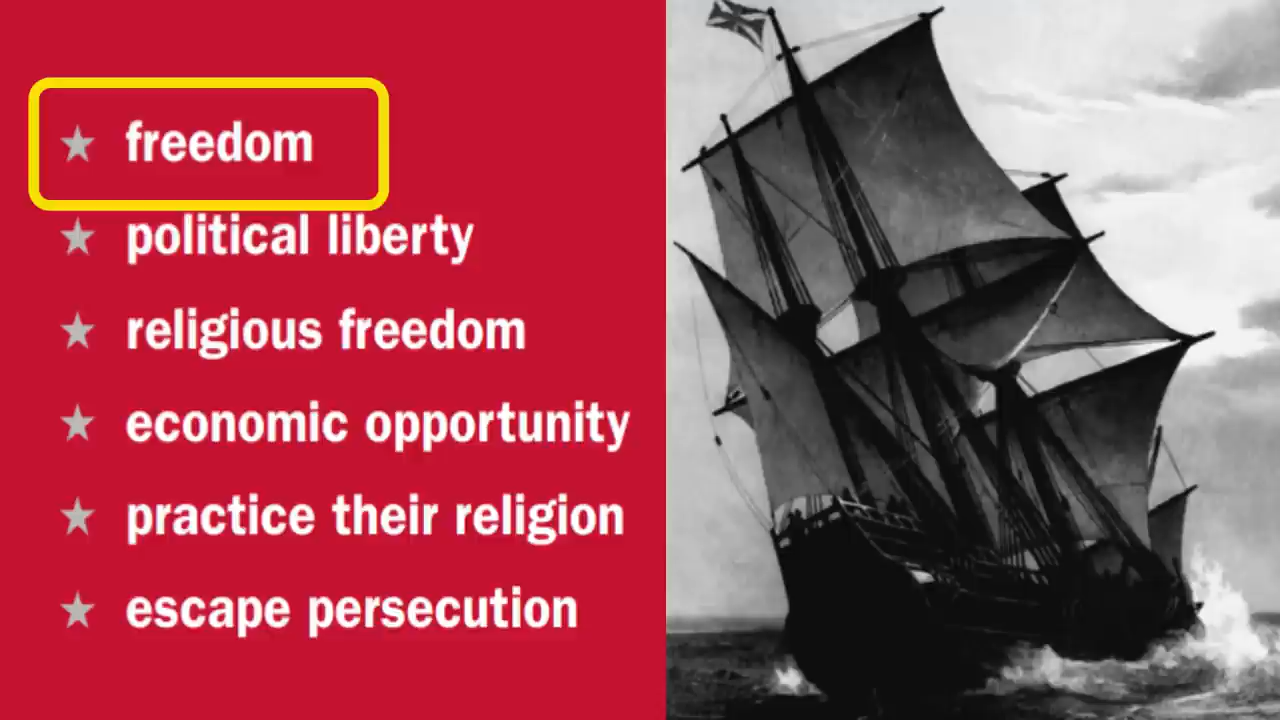 freedom
political liberty
religious freedom
economic opportunity
practice their religion
escape persecution